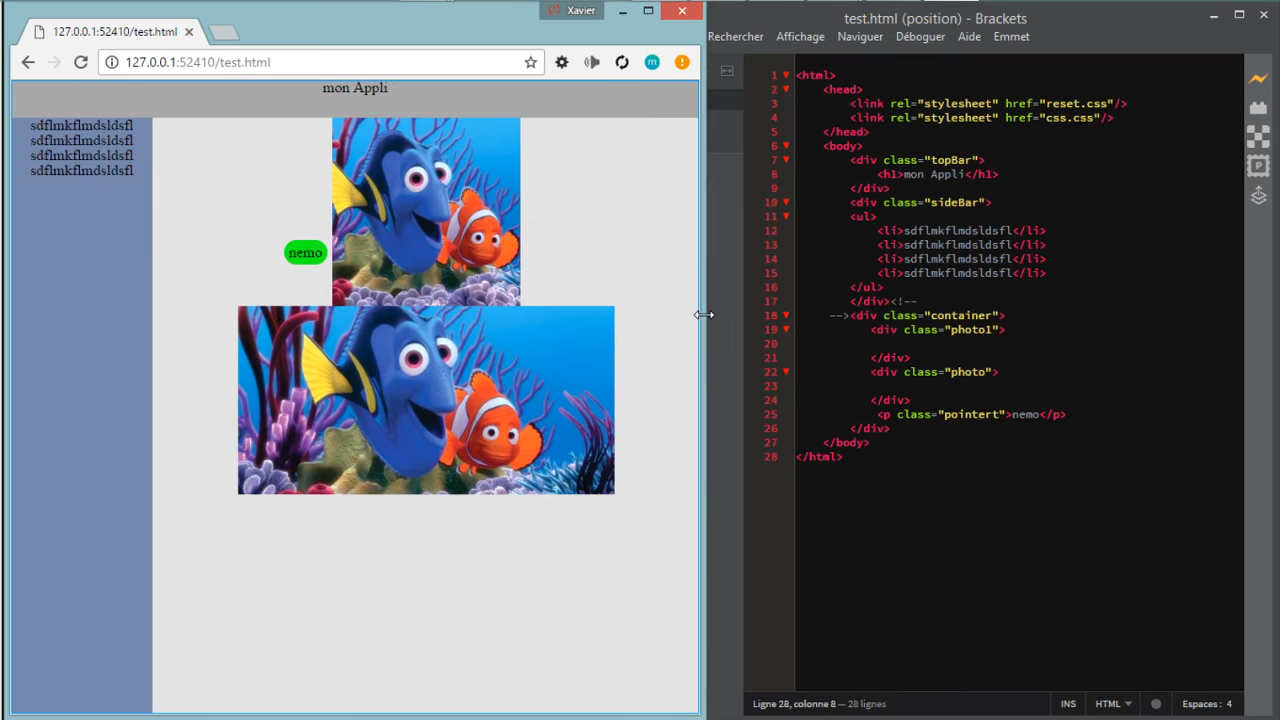 Xavier
127.0.0.1:52410/test.html
127.0.0.1:52410/test.html
mon Appli
sdflmkflmdsldsfl
sdflmkflmdsldsfl
sdflmkflmdsldsfl
sdflmkflmdsldsfl
nemo
test.html (position) - Brackets
Rechercher Affichage Naviguer Déboguer Aide Emmet
1 <html>
2 <head>
3 <link rel="stylesheet" href="reset.css"/>
4 <link rel="stylesheet" href="css.css"/>
5 </head>
6 <body>
7 <div class="topBar">
8 <h1>mon Appli</h1>
9 </div>
10 <div class="sideBar">
11 <ul>
12 <li>sdflmkflmdsldsfl</li>
13 <li>sdflmkflmdsldsfl</li>
14 <li>sdflmkflmdsldsfl</li>
15 <li>sdflmkflmdsldsfl</li>
16 </ul>
17 </div><!--
18 --><div class="container">
19 <div class="photo1">
20
21 </div>
22 <div class="photo">
23
24 </div>
25 <p class="pointert">nemo</p>
26 </div>
27 </body>
28 </html>
Ligne 28, colonne 8 — 28 lignes INS HTML Espaces : 4